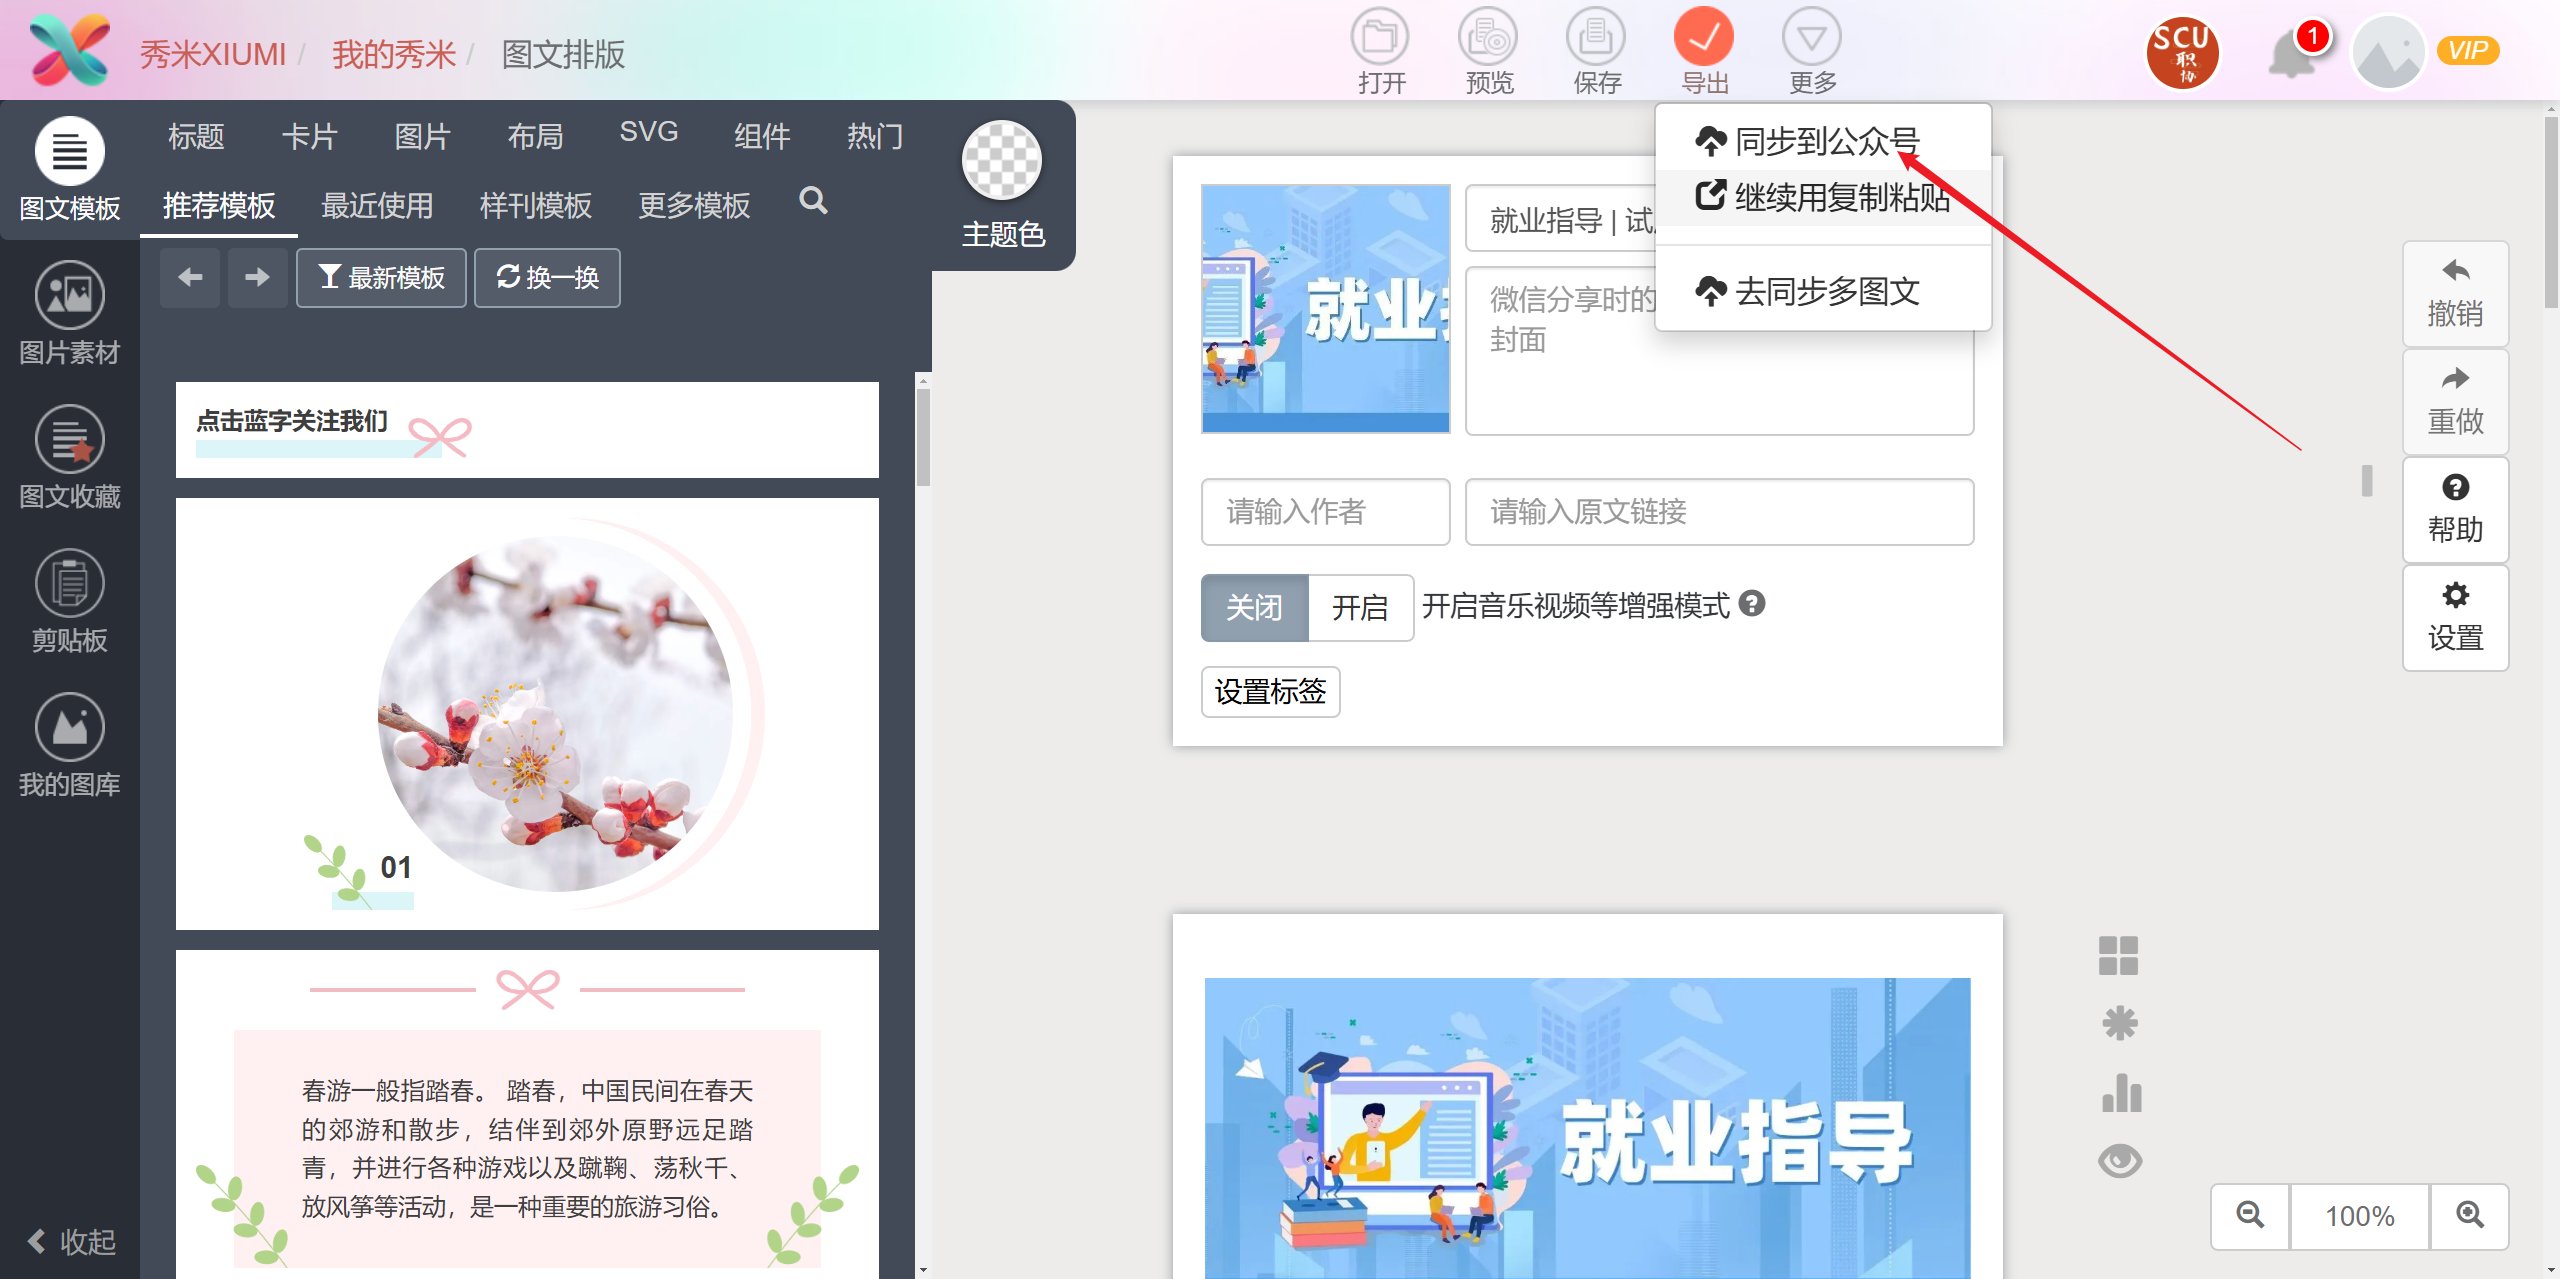 秀米XIUMI / 我的秀米 / 图文排版
打开
预览
保存
导出
更多
SCU
职
协
1
VIP
图文模板
图片素材
图文收藏
剪贴板
我的图库
收起
标题 卡片 图片 布局 SVG 组件 热门
推荐模板 最近使用 样刊模板 更多模板
最新模板
换一换
主题色
点击蓝字关注我们
01
春游一般指踏春。 踏春，中国民间在春天
的郊游和散步，结伴到郊外原野远足踏
青，并进行各种游戏以及蹴鞠、荡秋千、
放风筝等活动，是一种重要的旅游习俗。
同步到公众号
继续用复制粘贴
去同步多图文
就业
就业指导 | 试
微信分享时的
封面
请输入作者
请输入原文链接
关闭 开启 开启音乐视频等增强模式
设置标签
就业指导
撤销
重做
帮助
设置
100%